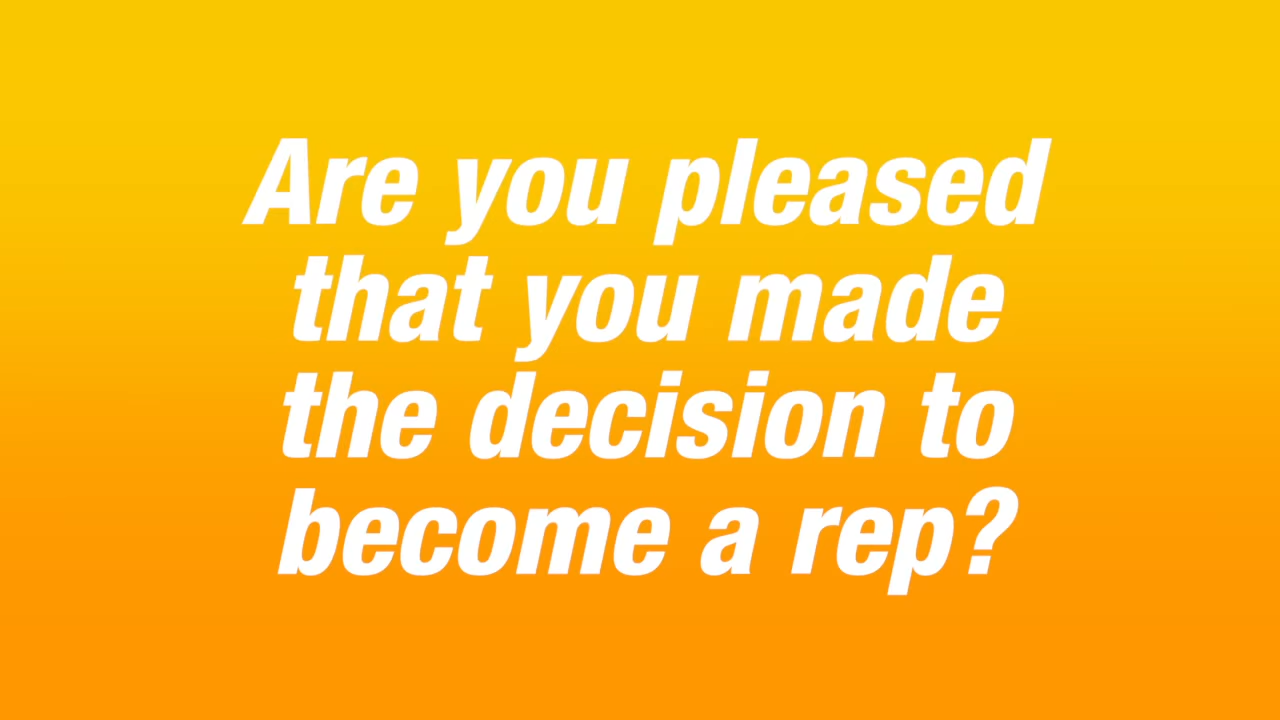 Are you pleased
that you made
the decision to
become a rep?